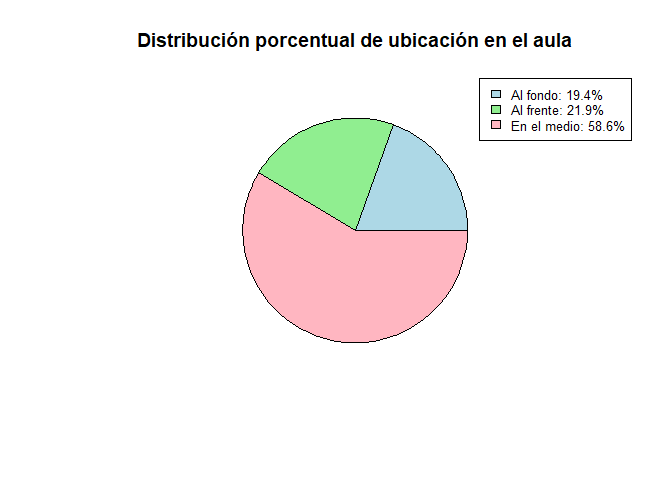 Distribución porcentual de ubicación en el aula
Al fondo: 19.4%
Al frente: 21.9%
En el medio: 58.6%